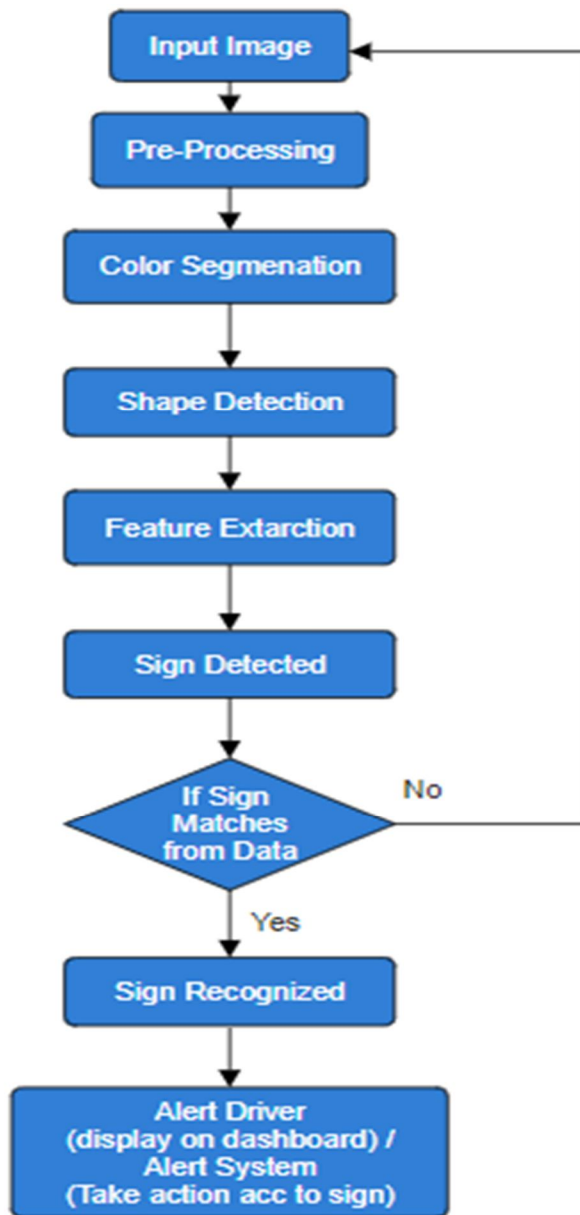 Input Image
Pre-Processing
Color Segmenation
Shape Detection
Feature Extarction
Sign Detected
If Sign
Matches
from Data
No
Yes
Sign Recognized
Alert Driver
(display on dashboard) /
Alert System
(Take action acc to sign)